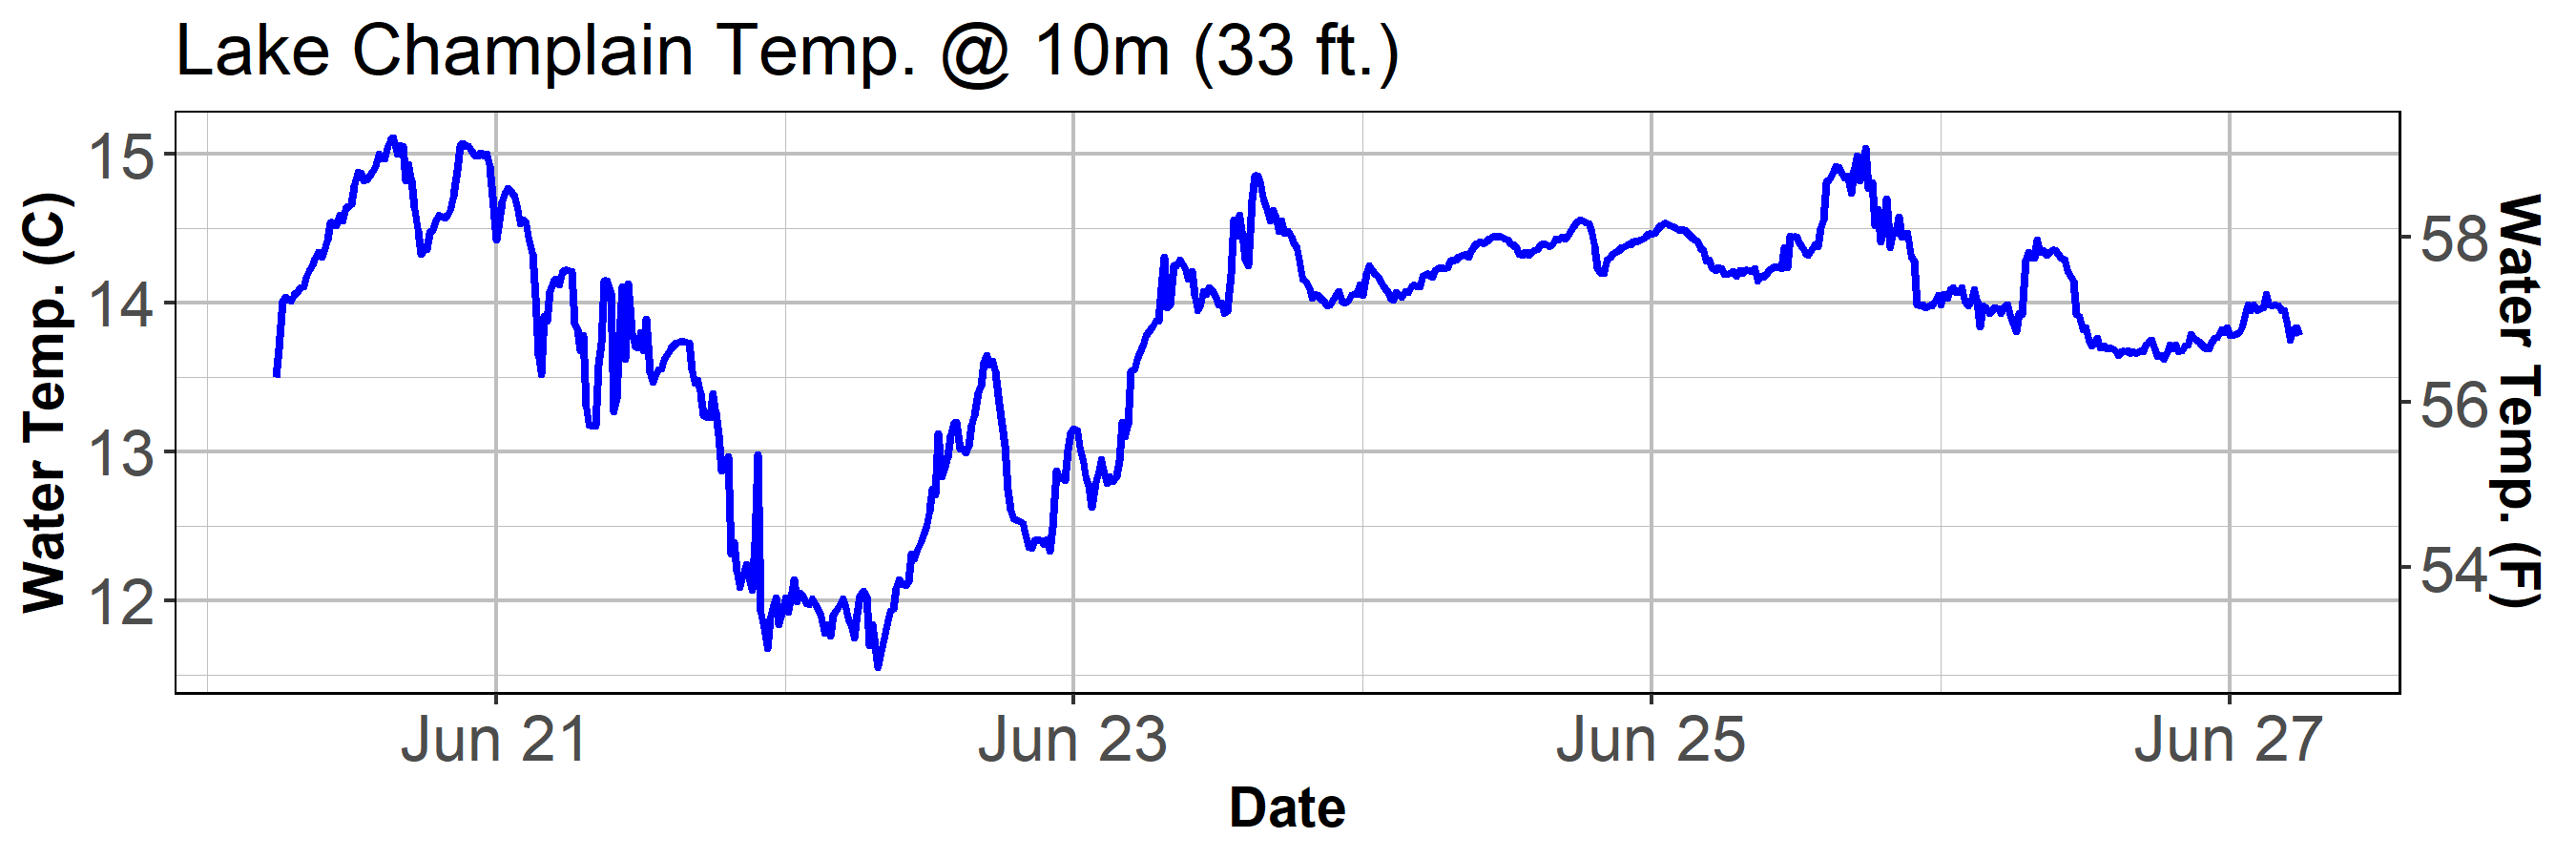 Lake Champlain Temp. @ 10m (33 ft.)
Water Temp. (C)
15
14
13
12
58
56
54
Water Temp. (F)
Jun 21
Jun 23
Jun 25
Jun 27
Date